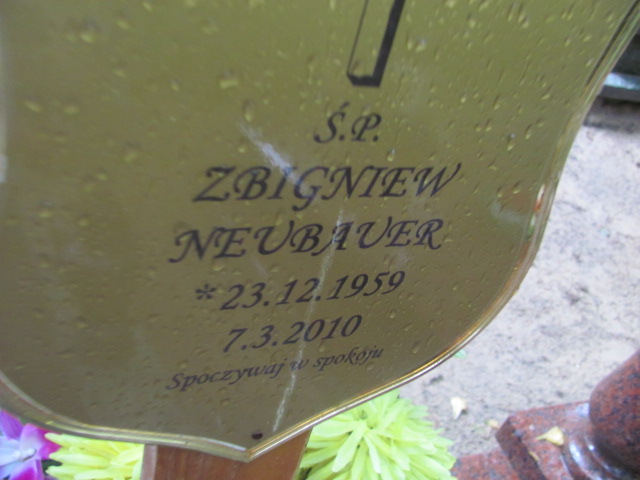 Ś.P.
ZBIGNIEW
NEUBAUER
*23.12.1959
7.3.2010
Spoczywaj w spokoju